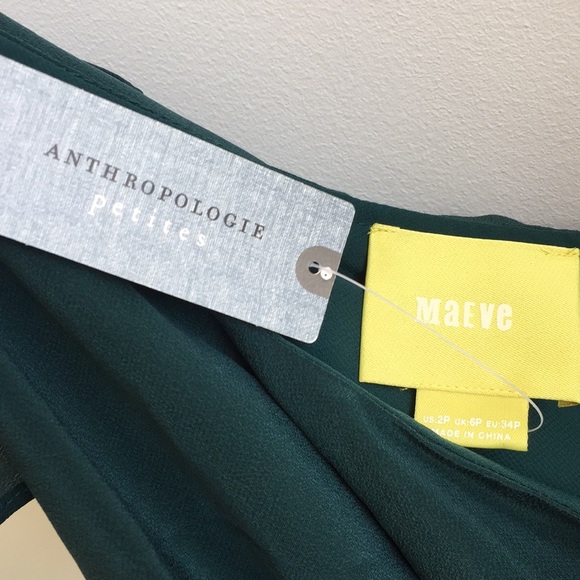 ANTHROPOLOGIE
petites
MaEVe
US:2P UK:6P EU:34P
MADE IN CHINA